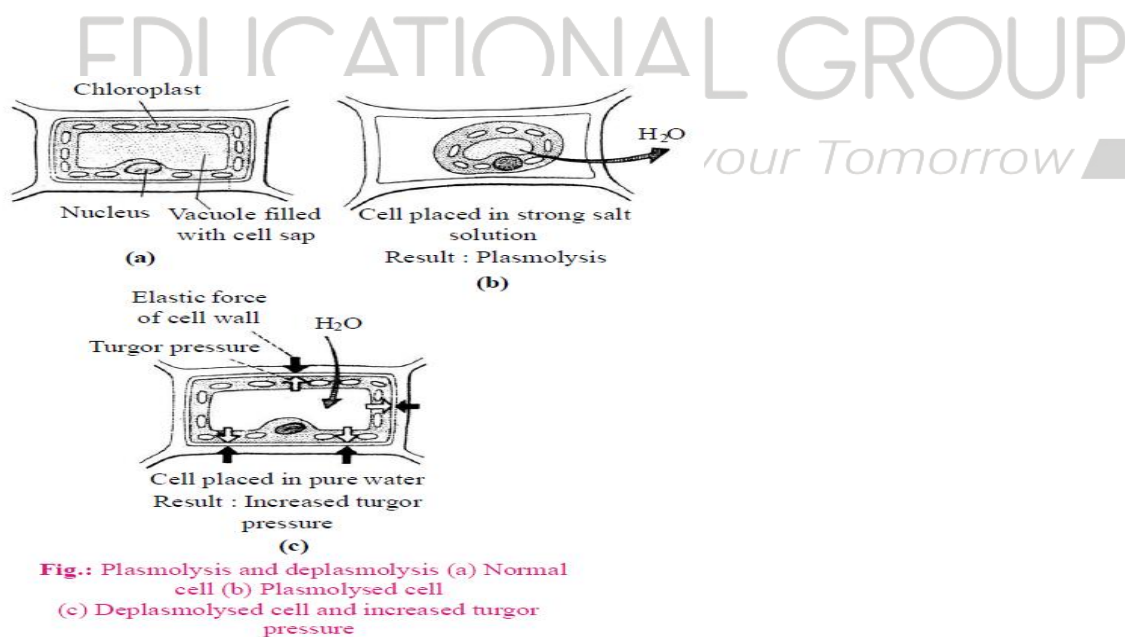 EDUCATIONAL GROUP
your Tomorrow
Chloroplast
Nucleus
Vacuole filled
with cell sap
(a)
H₂O
Cell placed in strong salt
solution
Result : Plasmolysis
(b)
Elastic force
of cell wall
H₂O
Turgor pressure
Cell placed in pure water
Result : Increased turgor
pressure
(c)
Fig.: Plasmolysis and deplasmolysis (a) Normal
cell (b) Plasmolysed cell
(c) Deplasmolysed cell and increased turgor
pressure